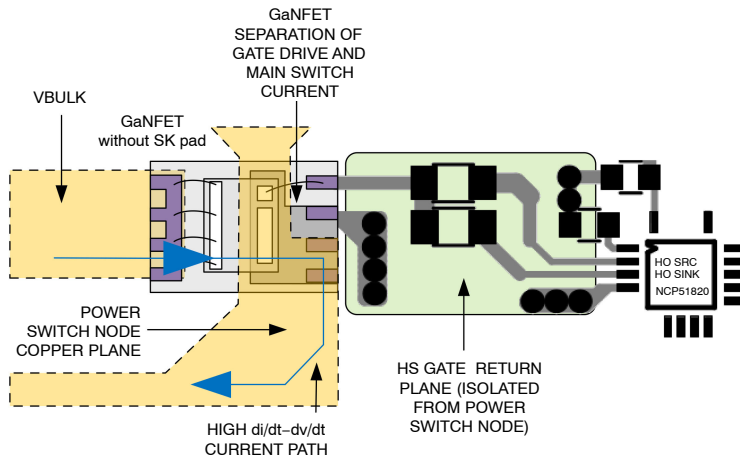 GaNFET
SEPARATION OF
GATE DRIVE AND
MAIN SWITCH
CURRENT
VBULK
GaNFET
without SK pad
HO SRC
HO SINK
NCP51820
POWER
SWITCH NODE
COPPER PLANE
HS GATE RETURN
PLANE (ISOLATED
FROM POWER
SWITCH NODE)
HIGH di/dt−dv/dt
CURRENT PATH